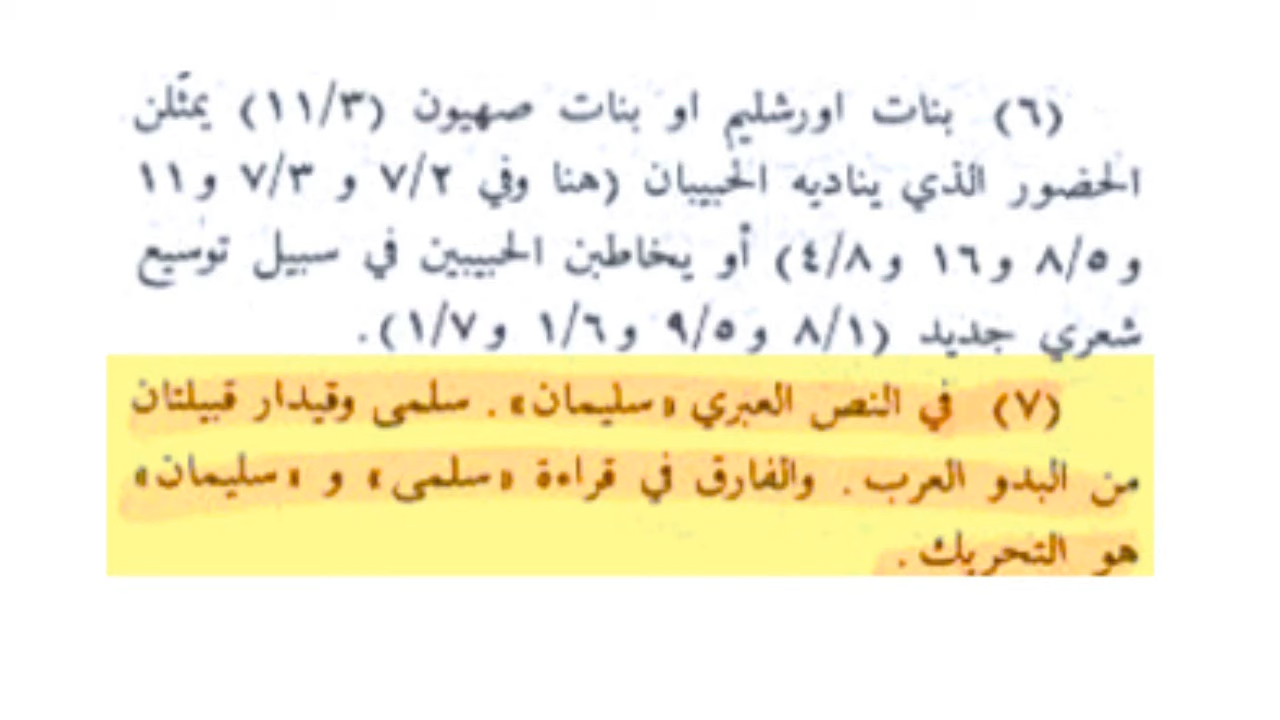 (٦) بنات اورشليم او بنات صهيون (١١/٣) يمثّلن
الحضور الذي يناديه الحبيبان (هنا وفي ٧/٢ و ٧/٣ و ١١
و ٨/٥ و ١٦ و ٤/٨) أو يخاطبن الحبيبين في سبيل توسيع
شعري جديد (٨/١ و ٩/٥ و ١/٦ و ١/٧).
(٧) في النص العبري «سليمان». سلمى وقيدار قبيلتان
من البدو العرب. والفارق في قراءة «سلمى» و «سليمان»
هو التحريك.